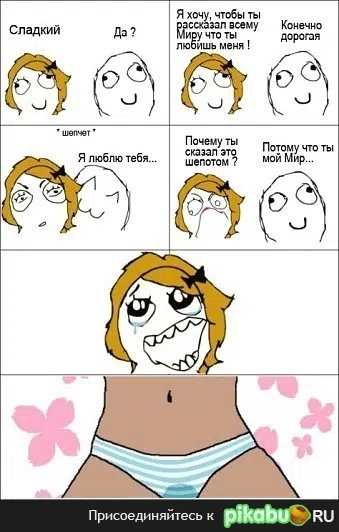 Сладкий
Да ?
Я хочу, чтобы ты
рассказал всему
Миру что ты
любишь меня !
Конечно
дорогая
* шепчет *
Я люблю тебя...
Почему ты
сказал это
шепотом ?
Потому что ты
мой Мир...
Присоединяйтесь к pikabu.RU